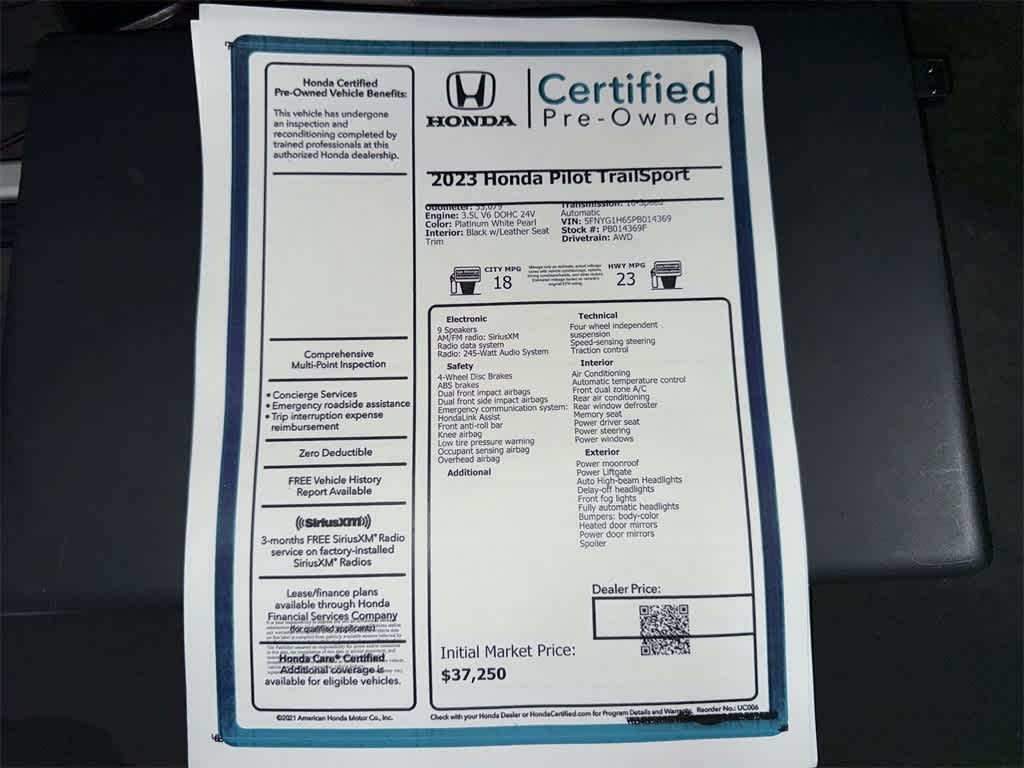 Honda Certified
Pre-Owned Vehicle Benefits:
This vehicle has undergone
an inspection and
reconditioning completed by
trained professionals at this
authorized Honda dealership.
Comprehensive
Multi-Point Inspection
• Concierge Services
• Emergency roadside assistance
• Trip interruption expense
reimbursement
Zero Deductible
FREE Vehicle History
Report Available
((SiriusXM))
3-months FREE SiriusXM® Radio
service on factory-installed
SiriusXM® Radios
Lease/finance plans
available through Honda
Financial Services Company
(for qualified applicants)
Honda Care® Certified
Additional coverage is
available for eligible vehicles.
©2021 American Honda Motor Co., Inc.
HONDA
Certified
Pre-Owned
2023 Honda Pilot TrailSport
Odometer:
Engine: 3.5L V6 DOHC 24V
Color: Platinum White Pearl
Interior: Black w/Leather Seat
Trim
Transmission: 10-Speed
Automatic
VIN: 5FNYG1H65PB014369
Stock #: PB014369F
Drivetrain: AWD
CITY MPG
18
HWY MPG
23
Electronic
9 Speakers
AM/FM radio: SiriusXM
Radio data system
Radio: 245-Watt Audio System
Safety
4-Wheel Disc Brakes
ABS brakes
Dual front impact airbags
Dual front side impact airbags
Emergency communication system:
HondaLink Assist
Front anti-roll bar
Knee airbag
Low tire pressure warning
Occupant sensing airbag
Overhead airbag
Additional
Technical
Four wheel independent
suspension
Speed-sensing steering
Traction control
Interior
Air Conditioning
Automatic temperature control
Front dual zone A/C
Rear air conditioning
Rear window defroster
Memory seat
Power driver seat
Power steering
Power windows
Exterior
Power moonroof
Power Liftgate
Auto High-beam Headlights
Delay-off headlights
Front fog lights
Fully automatic headlights
Bumpers: body-color
Heated door mirrors
Power door mirrors
Spoiler
Dealer Price:
Initial Market Price:
$37,250
Check with your Honda Dealer or HondaCertified.com for Program Details and Warranty. Reorder No.: UC006